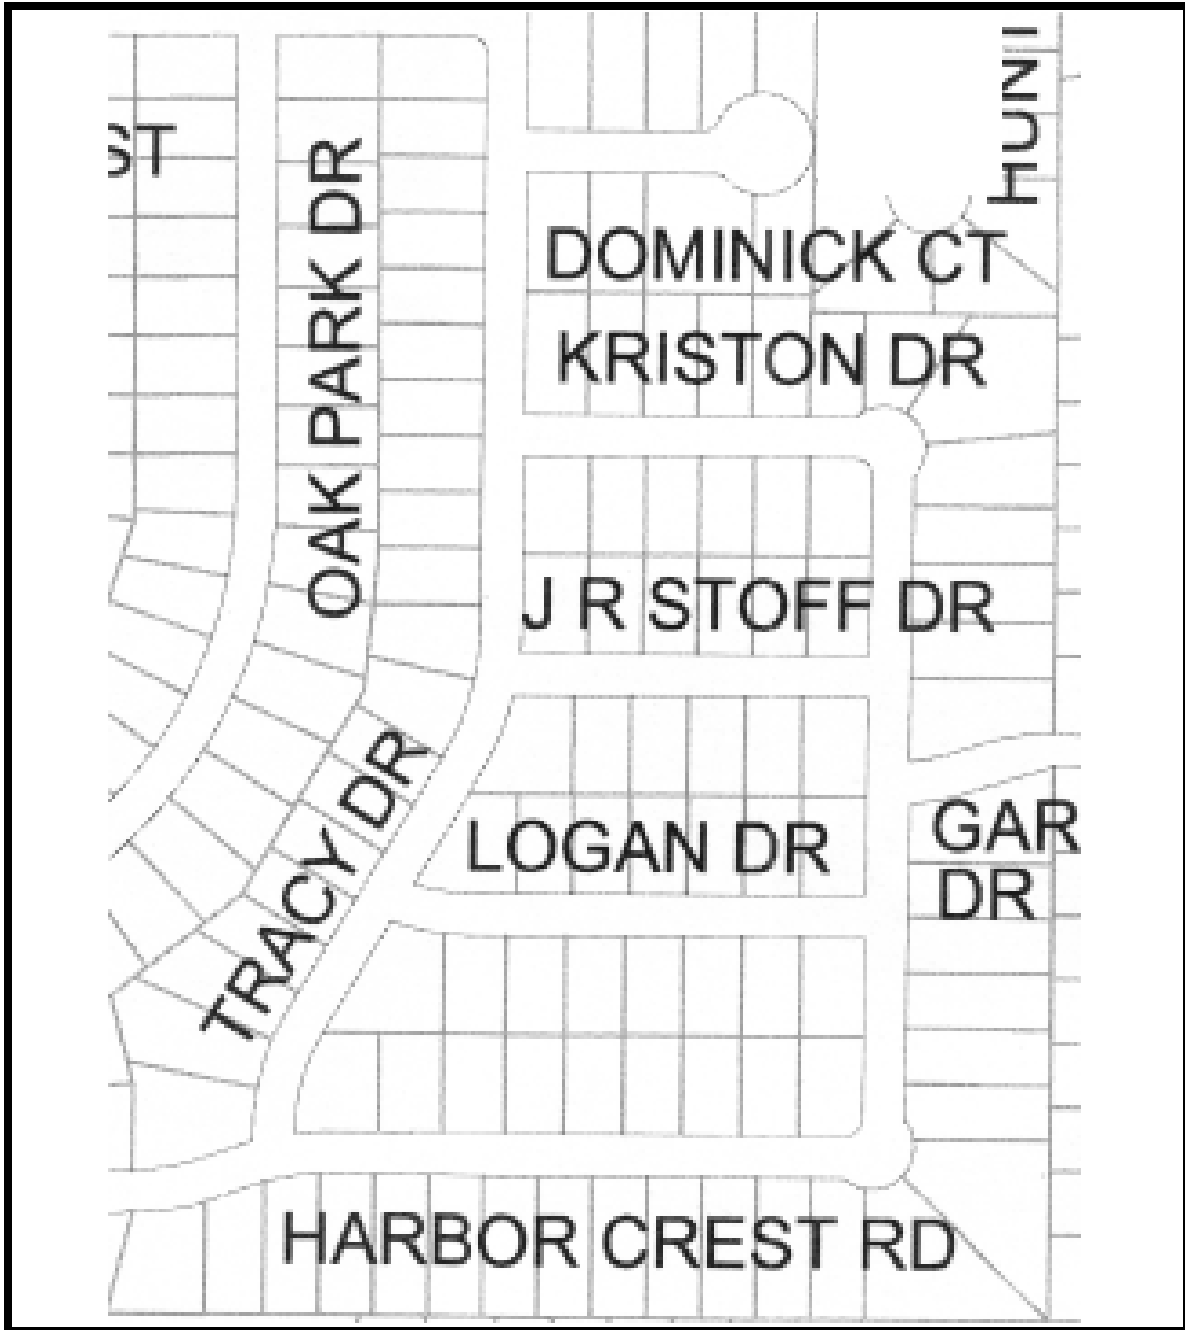 ST
OAK PARK DR
HUNT
DOMINICK CT
KRISTON DR
J R STOFF DR
TRACY DR
LOGAN DR
GAR
DR
HARBOR CREST RD